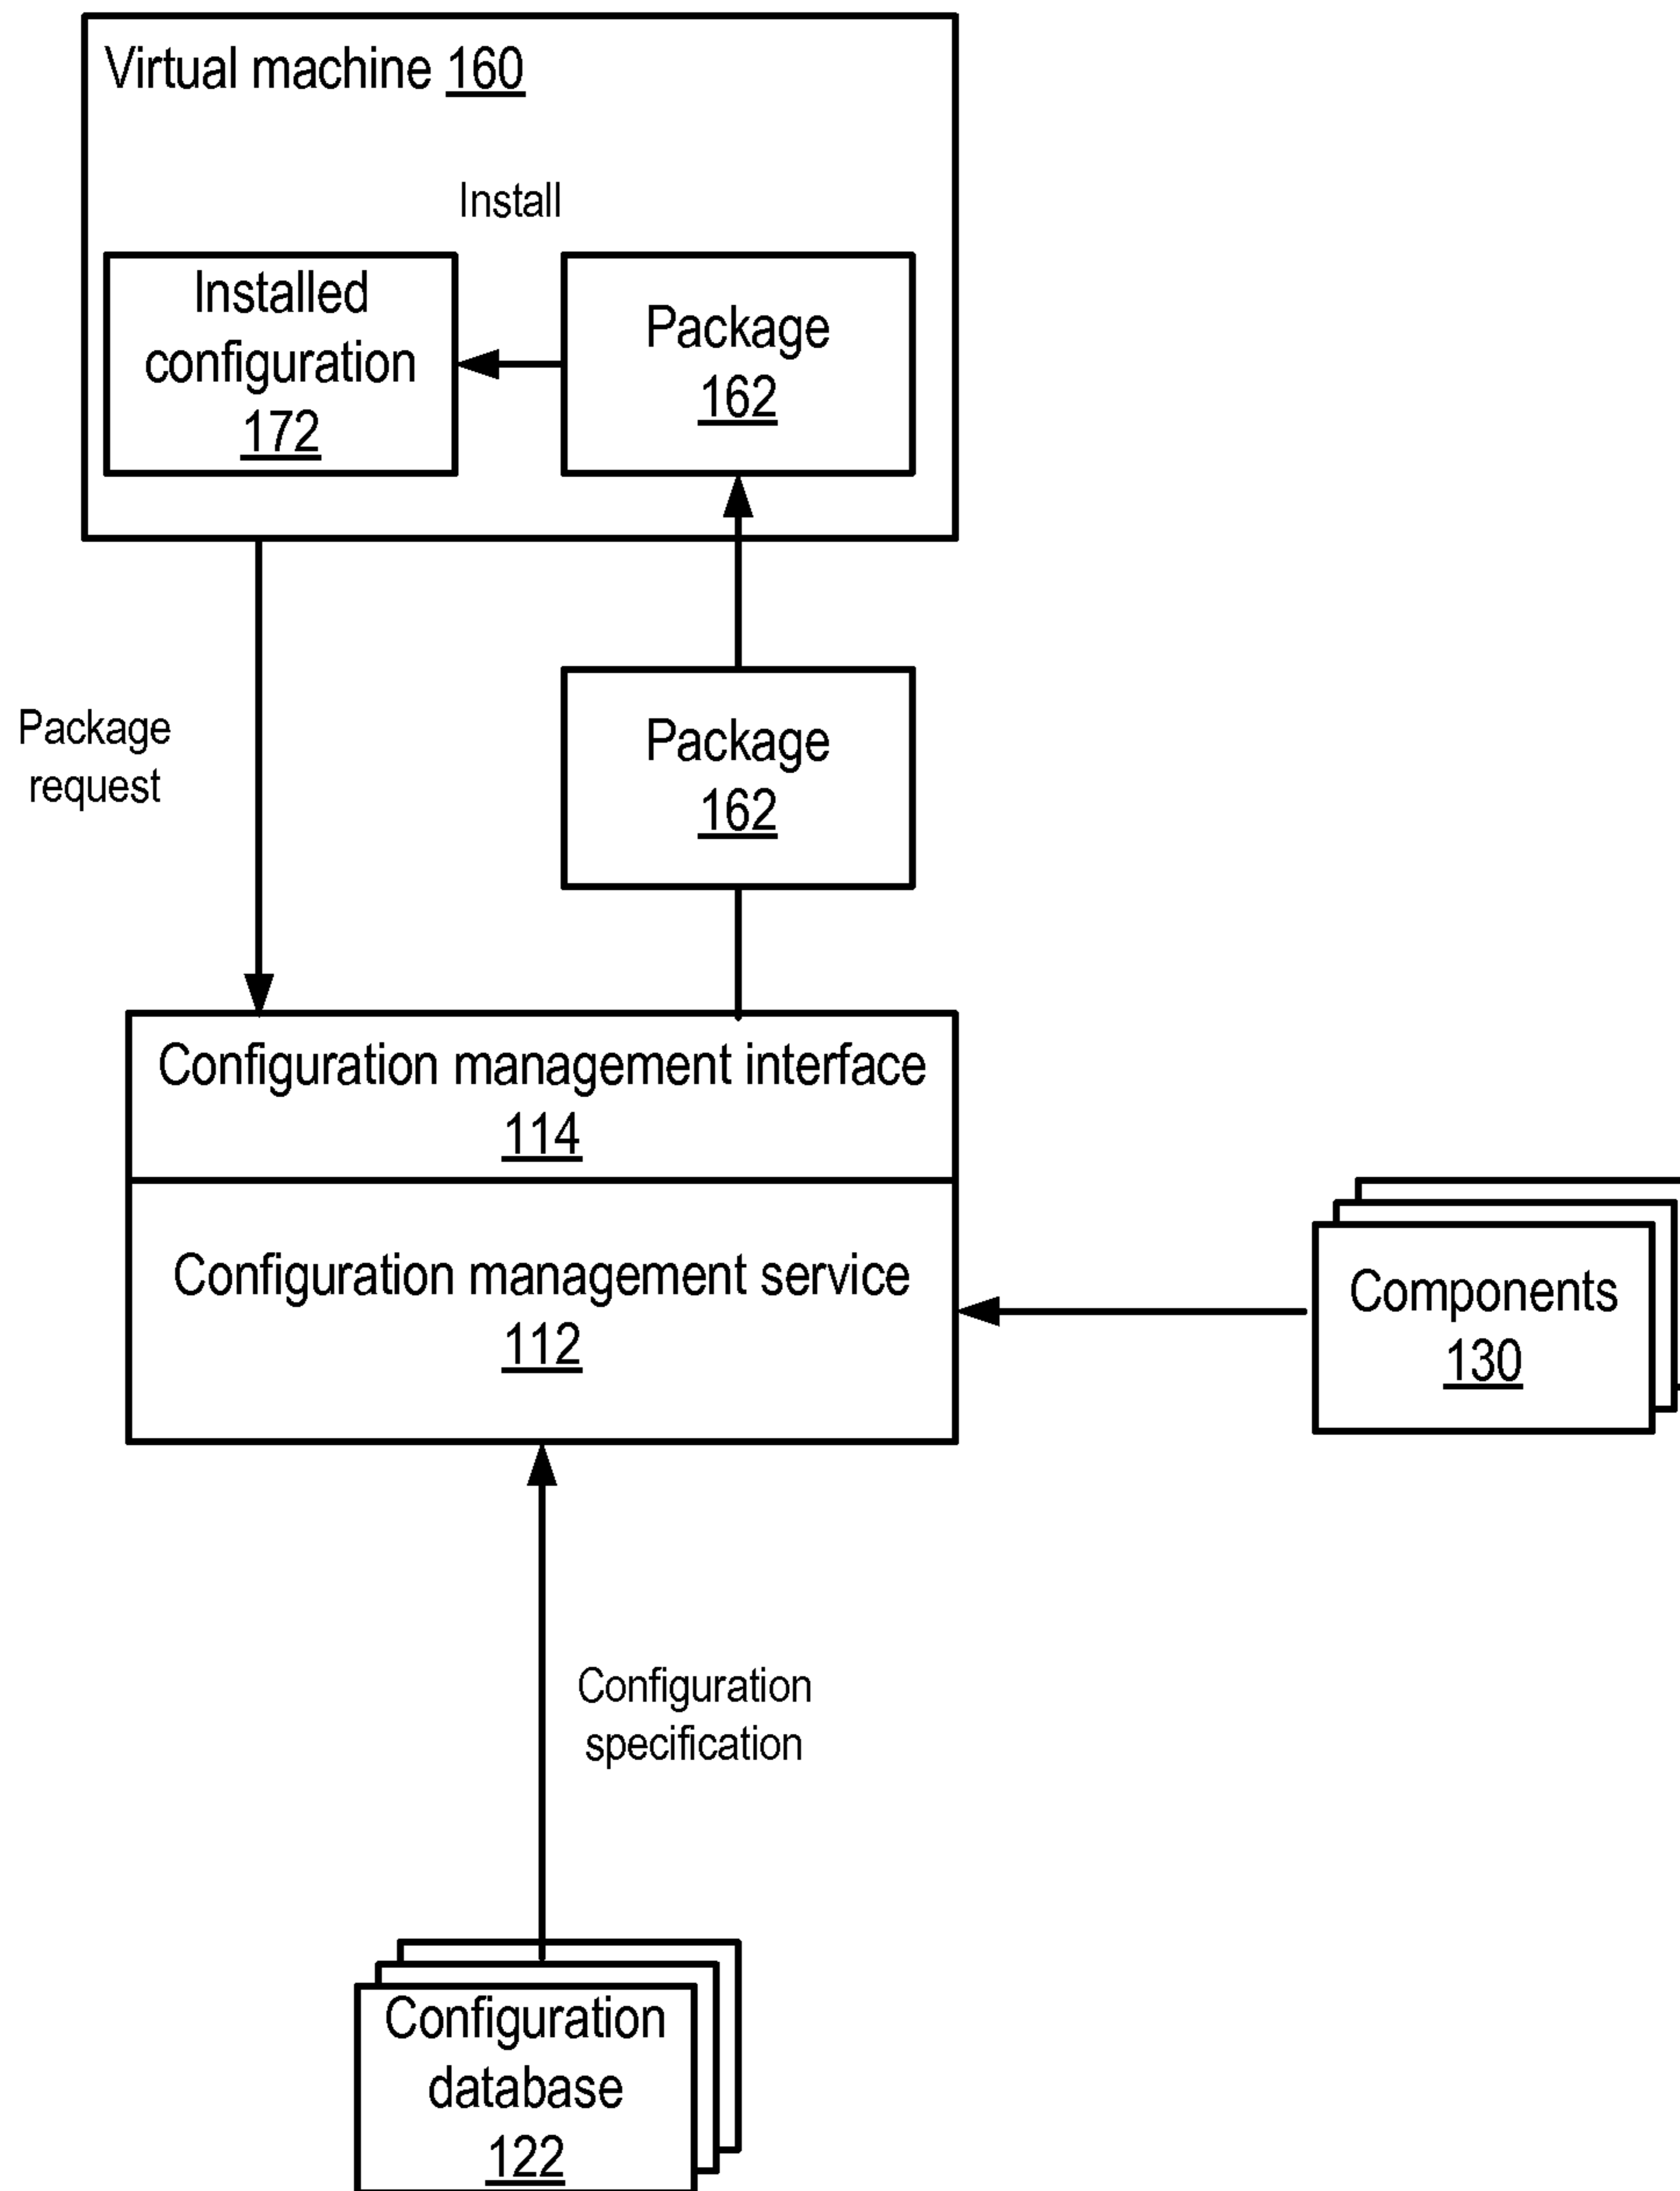 Virtual machine 160
Install
Installed
configuration
172
Package
162
Package
request
Package
162
Configuration management interface
114
Configuration management service
112
Components
130
Configuration
specification
Configuration
database
122